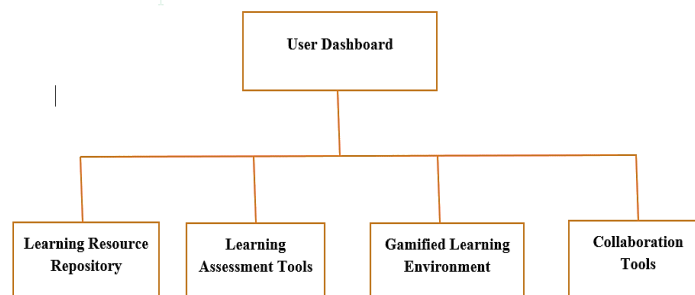 User Dashboard
Learning Resource
Repository
Learning
Assessment Tools
Gamified Learning
Environment
Collaboration
Tools